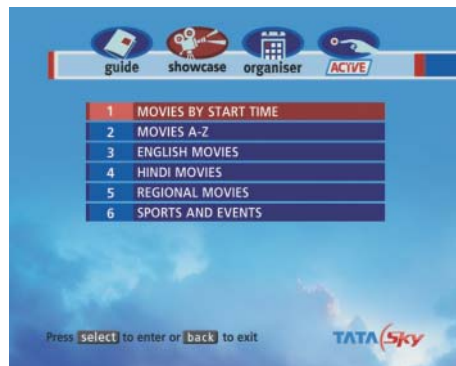 guide showcase organiser ACTIVE
1 MOVIES BY START TIME
2 MOVIES A-Z
3 ENGLISH MOVIES
4 HINDI MOVIES
5 REGIONAL MOVIES
6 SPORTS AND EVENTS
Press select to enter or back to exit
TATA Sky